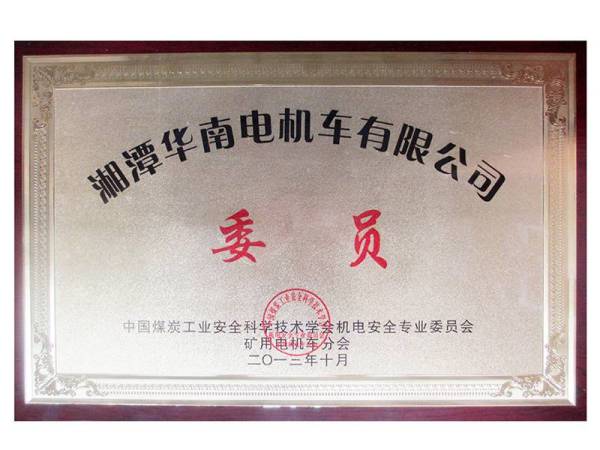 湘潭华南电机车有限公司
委 员
中国煤炭工业安全科学技术学会机电安全专业委员会
矿用电机车分会
二〇一三年十月